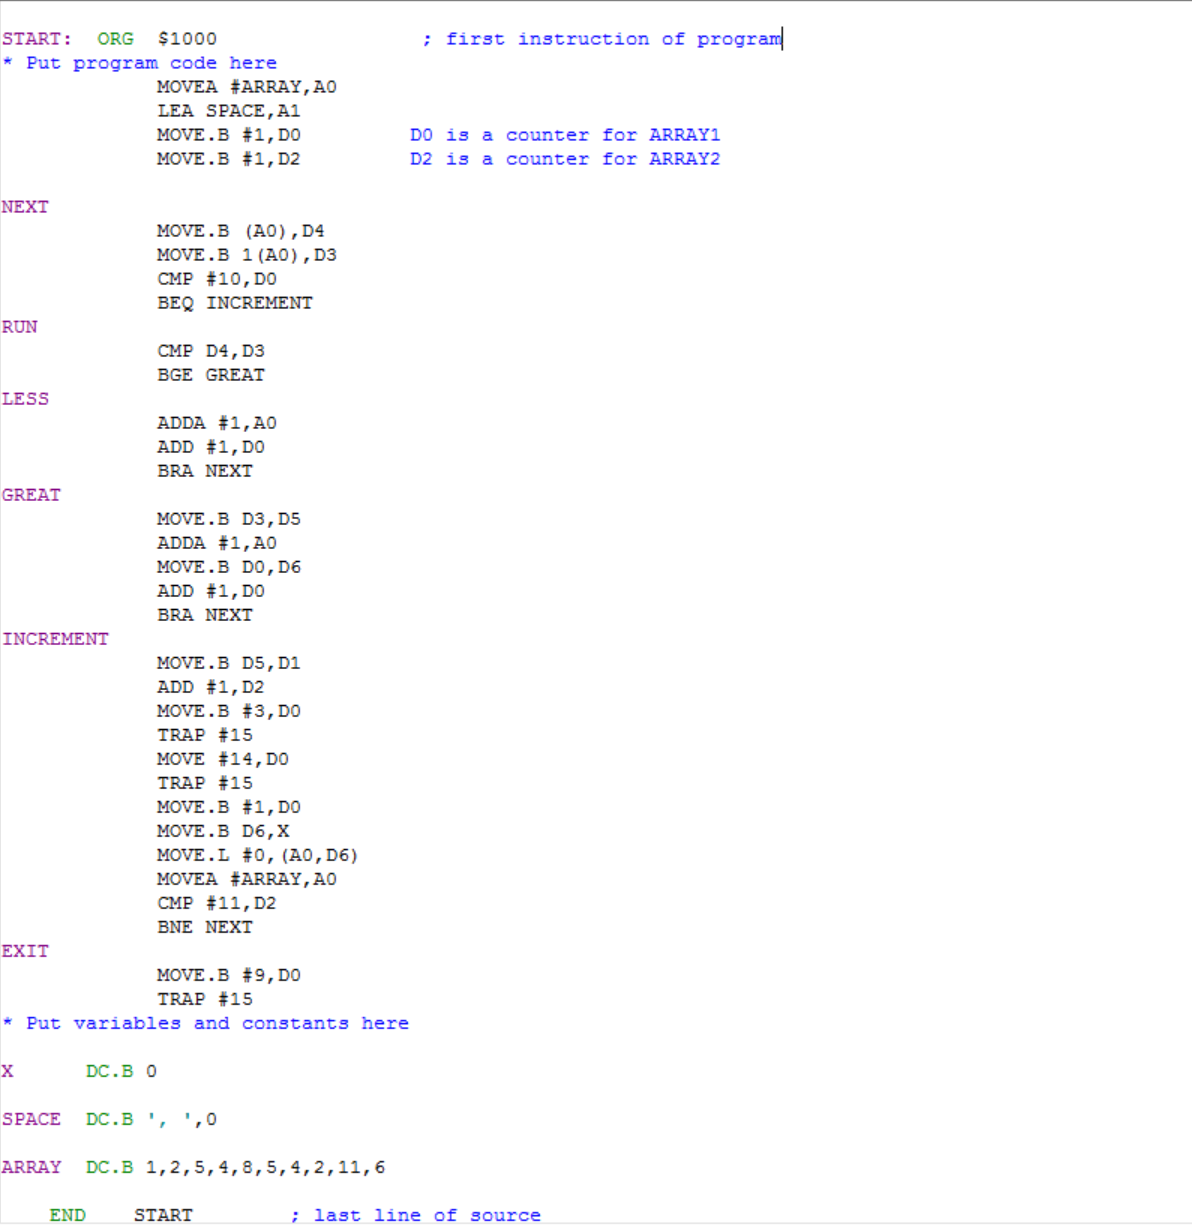 START: ORG $1000 ; first instruction of program
* Put program code here
MOVEA #ARRAY,A0
LEA SPACE,A1
MOVE.B #1,D0 D0 is a counter for ARRAY1
MOVE.B #1,D2 D2 is a counter for ARRAY2
NEXT
MOVE.B (A0),D4
MOVE.B 1(A0),D3
CMP #10,D0
BEQ INCREMENT
RUN
CMP D4,D3
BGE GREAT
LESS
ADDA #1,A0
ADD #1,D0
BRA NEXT
GREAT
MOVE.B D3,D5
ADDA #1,A0
MOVE.B D0,D6
ADD #1,D0
BRA NEXT
INCREMENT
MOVE.B D5,D1
ADD #1,D2
MOVE.B #3,D0
TRAP #15
MOVE #14,D0
TRAP #15
MOVE.B #1,D0
MOVE.B D6,X
MOVE.L #0,(A0,D6)
MOVEA #ARRAY,A0
CMP #11,D2
BNE NEXT
EXIT
MOVE.B #9,D0
TRAP #15
* Put variables and constants here
X DC.B 0
SPACE DC.B ', ',0
ARRAY DC.B 1,2,5,4,8,5,4,2,11,6
END START ; last line of source